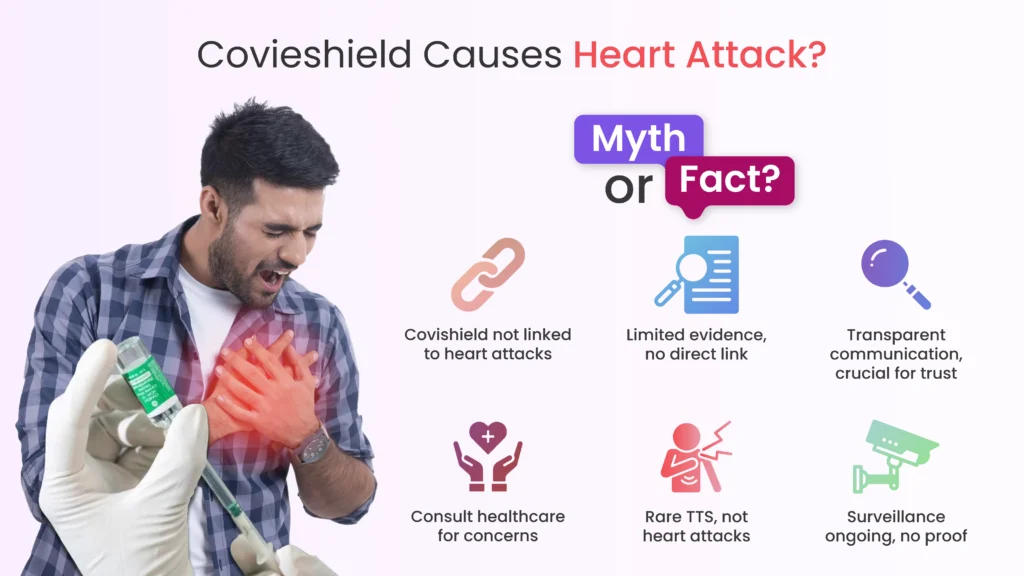 Covieshield Causes Heart Attack?
Myth
or Fact?
Covishield not linked
to heart attacks
Limited evidence,
no direct link
Transparent
communication,
crucial for trust
Consult healthcare
for concerns
Rare TTS, not
heart attacks
Surveillance
ongoing, no proof